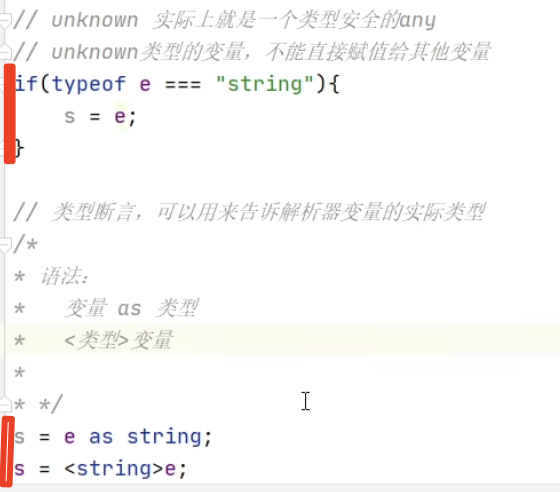 // unknown 实际上就是一个类型安全的any
// unknown类型的变量，不能直接赋值给其他变量
if(typeof e === "string"){
    s = e;
}
// 类型断言，可以用来告诉解析器变量的实际类型
/*
* 语法：
*   变量 as 类型
*   <类型>变量
*
* */
s = e as string;
s = <string>e;